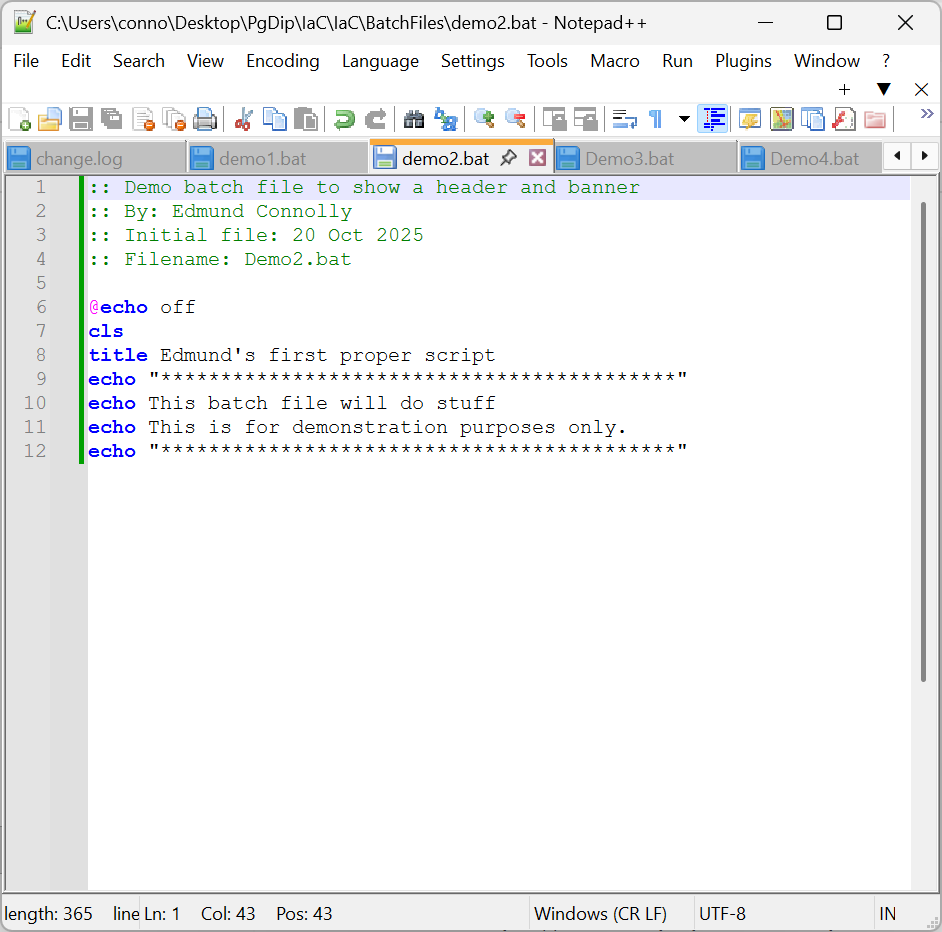 C:\Users\conno\Desktop\PgDip\IaC\IaC\BatchFiles\demo2.bat - Notepad++
File Edit Search View Encoding Language Settings Tools Macro Run Plugins Window ?
change.log demo1.bat demo2.bat Demo3.bat Demo4.bat
1 :: Demo batch file to show a header and banner
2 :: By: Edmund Connolly
3 :: Initial file: 20 Oct 2025
4 :: Filename: Demo2.bat
5
6 @echo off
7 cls
8 title Edmund's first proper script
9 echo "*******************************************"
10 echo This batch file will do stuff
11 echo This is for demonstration purposes only.
12 echo "*******************************************"
length: 365 line Ln: 1 Col: 43 Pos: 43 Windows (CR LF) UTF-8 IN